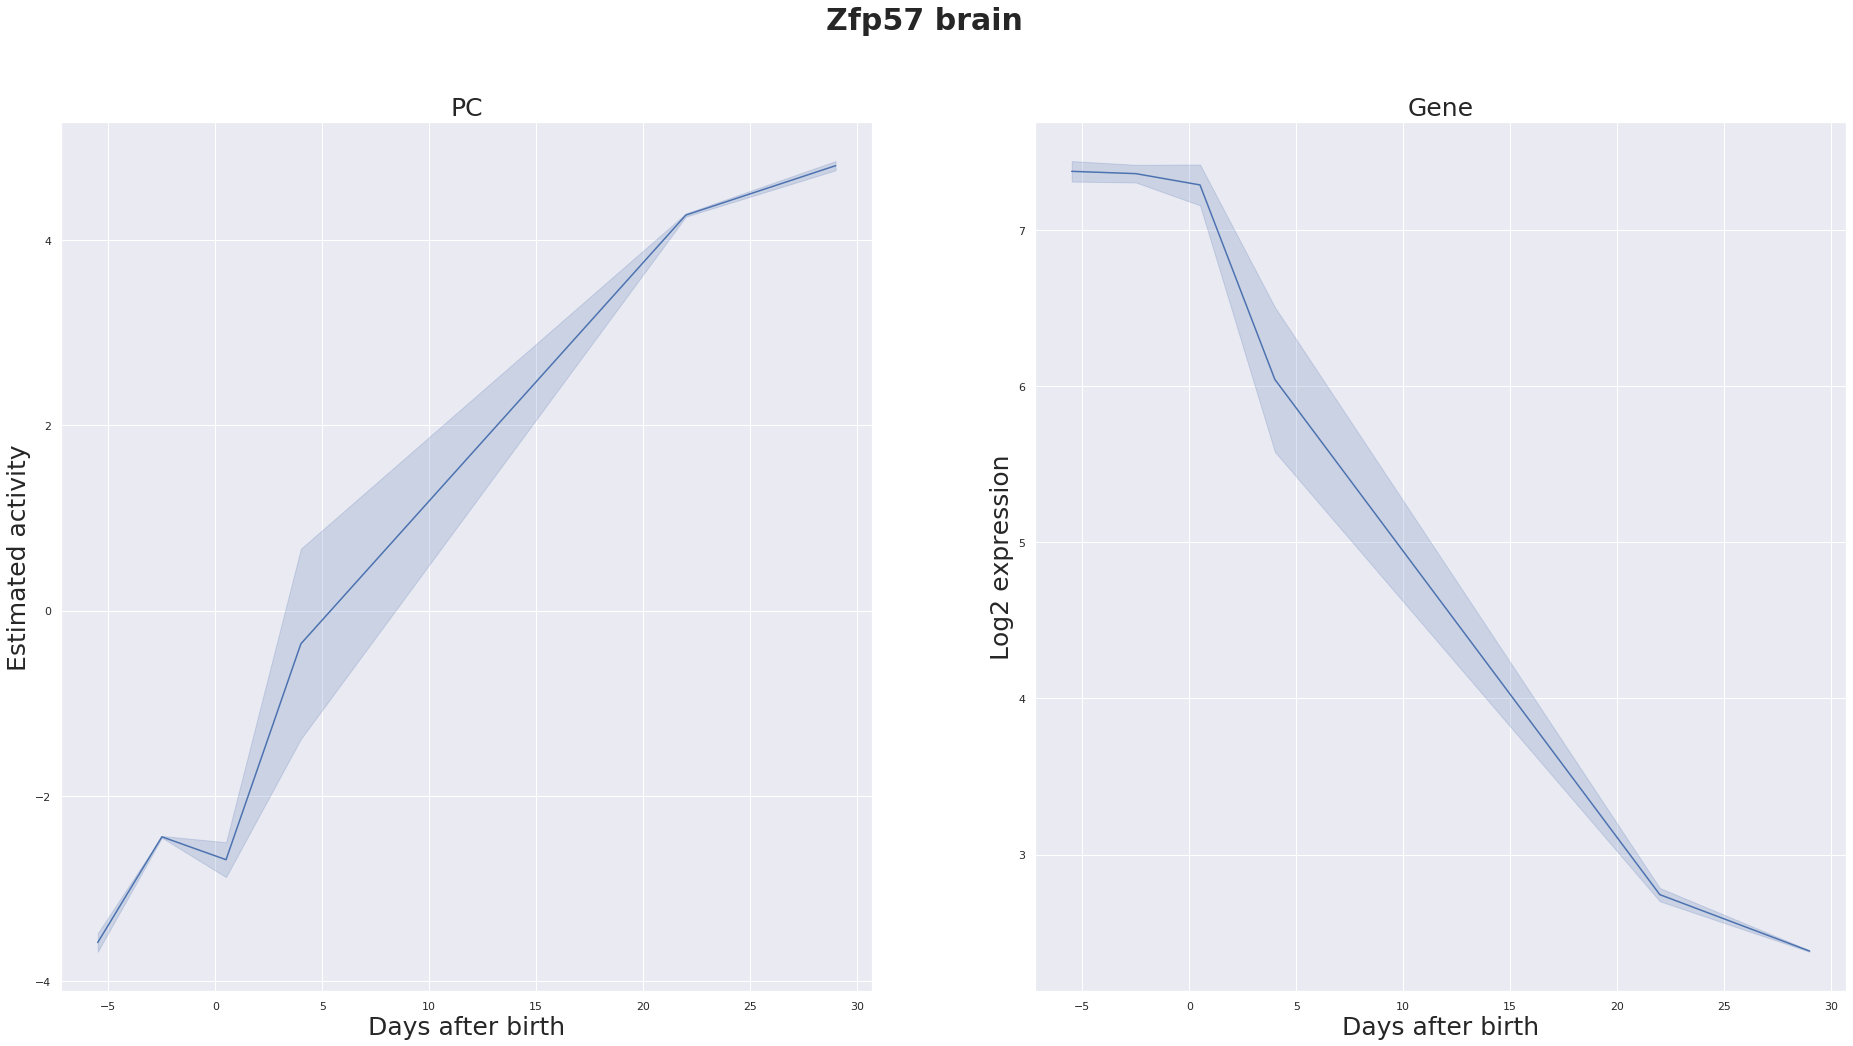 Zfp57 brain
PC
Estimated activity
4
2
0
−2
−4
−5 0 5 10 15 20 25 30
Days after birth
Gene
Log2 expression
7
6
5
4
3
−5 0 5 10 15 20 25 30
Days after birth